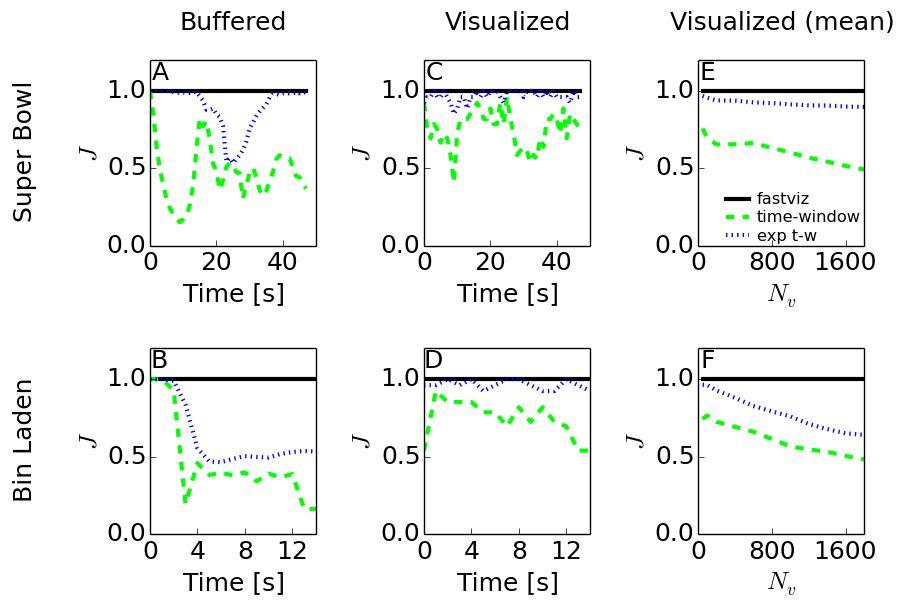 Buffered
Visualized
Visualized (mean)
Super Bowl
A
J
1.0
0.5
0.0
0
20
40
Time [s]
C
J
1.0
0.5
0.0
0
20
40
Time [s]
E
J
1.0
0.5
0.0
fastviz
time-window
exp t-w
0
800
1600
N_v
Bin Laden
B
J
1.0
0.5
0.0
0
4
8
12
Time [s]
D
J
1.0
0.5
0.0
0
4
8
12
Time [s]
F
J
1.0
0.5
0.0
0
800
1600
N_v